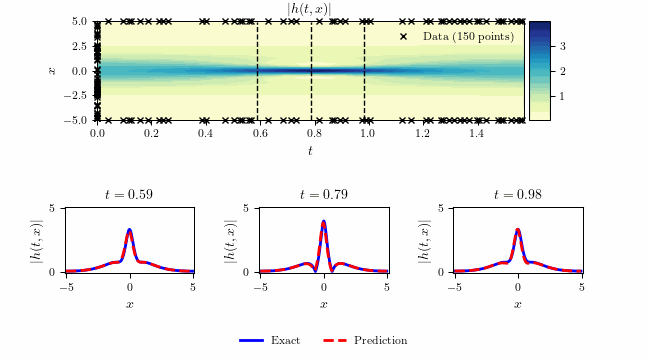 |h(t, x)|
5.0
2.5
0.0
−2.5
−5.0
x
Data (150 points)
3
2
1
0.0 0.2 0.4 0.6 0.8 1.0 1.2 1.4
t
t = 0.59
5
0
|h(t, x)|
−5 0 5
x
t = 0.79
5
0
|h(t, x)|
−5 0 5
x
t = 0.98
5
0
|h(t, x)|
−5 0 5
x
Exact Prediction